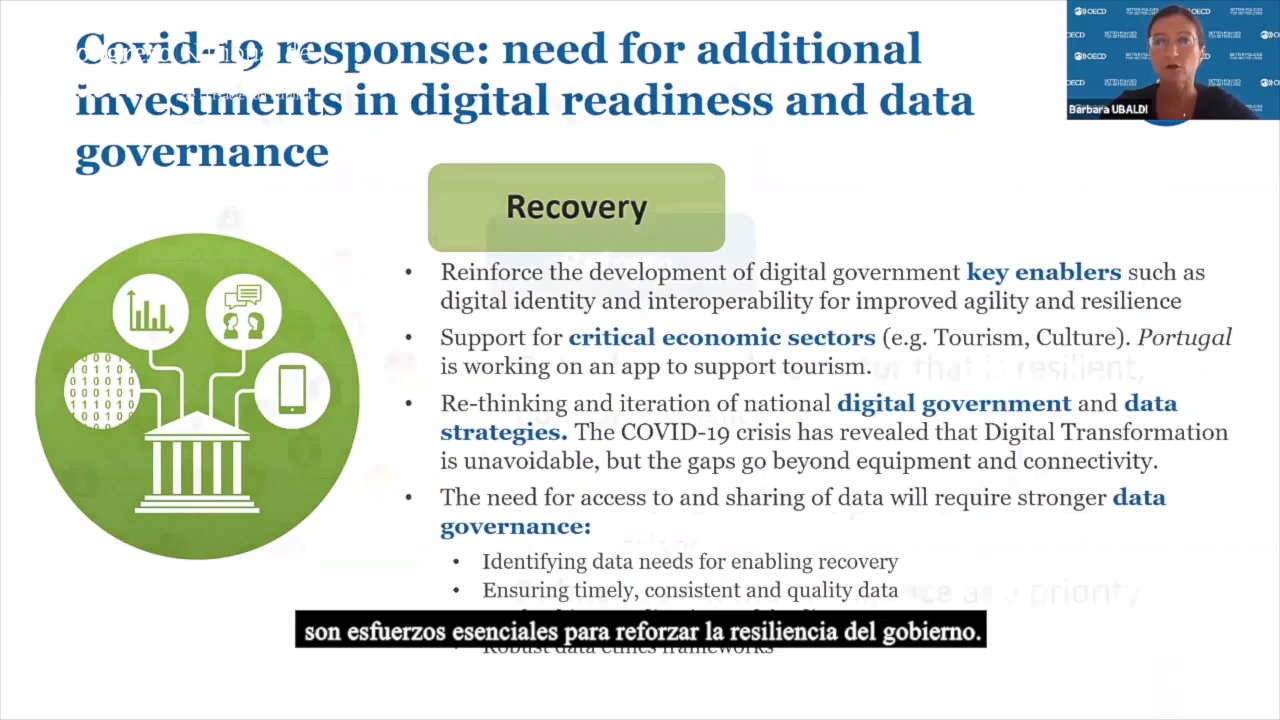 Covid-19 response: need for additional
investments in digital readiness and data
governance
OECD
BETTER POLICIES FOR BETTER LIVES
Barbara UBALDI
Recovery
• Reinforce the development of digital government key enablers such as
digital identity and interoperability for improved agility and resilience
• Support for critical economic sectors (e.g. Tourism, Culture). Portugal
is working on an app to support tourism.
• Re-thinking and iteration of national digital government and data
strategies. The COVID-19 crisis has revealed that Digital Transformation
is unavoidable, but the gaps go beyond equipment and connectivity.
• The need for access to and sharing of data will require stronger data
governance:
• Identifying data needs for enabling recovery
• Ensuring timely, consistent and quality data
son esfuerzos esenciales para reforzar la resiliencia del gobierno.
Robust data ethics frameworks